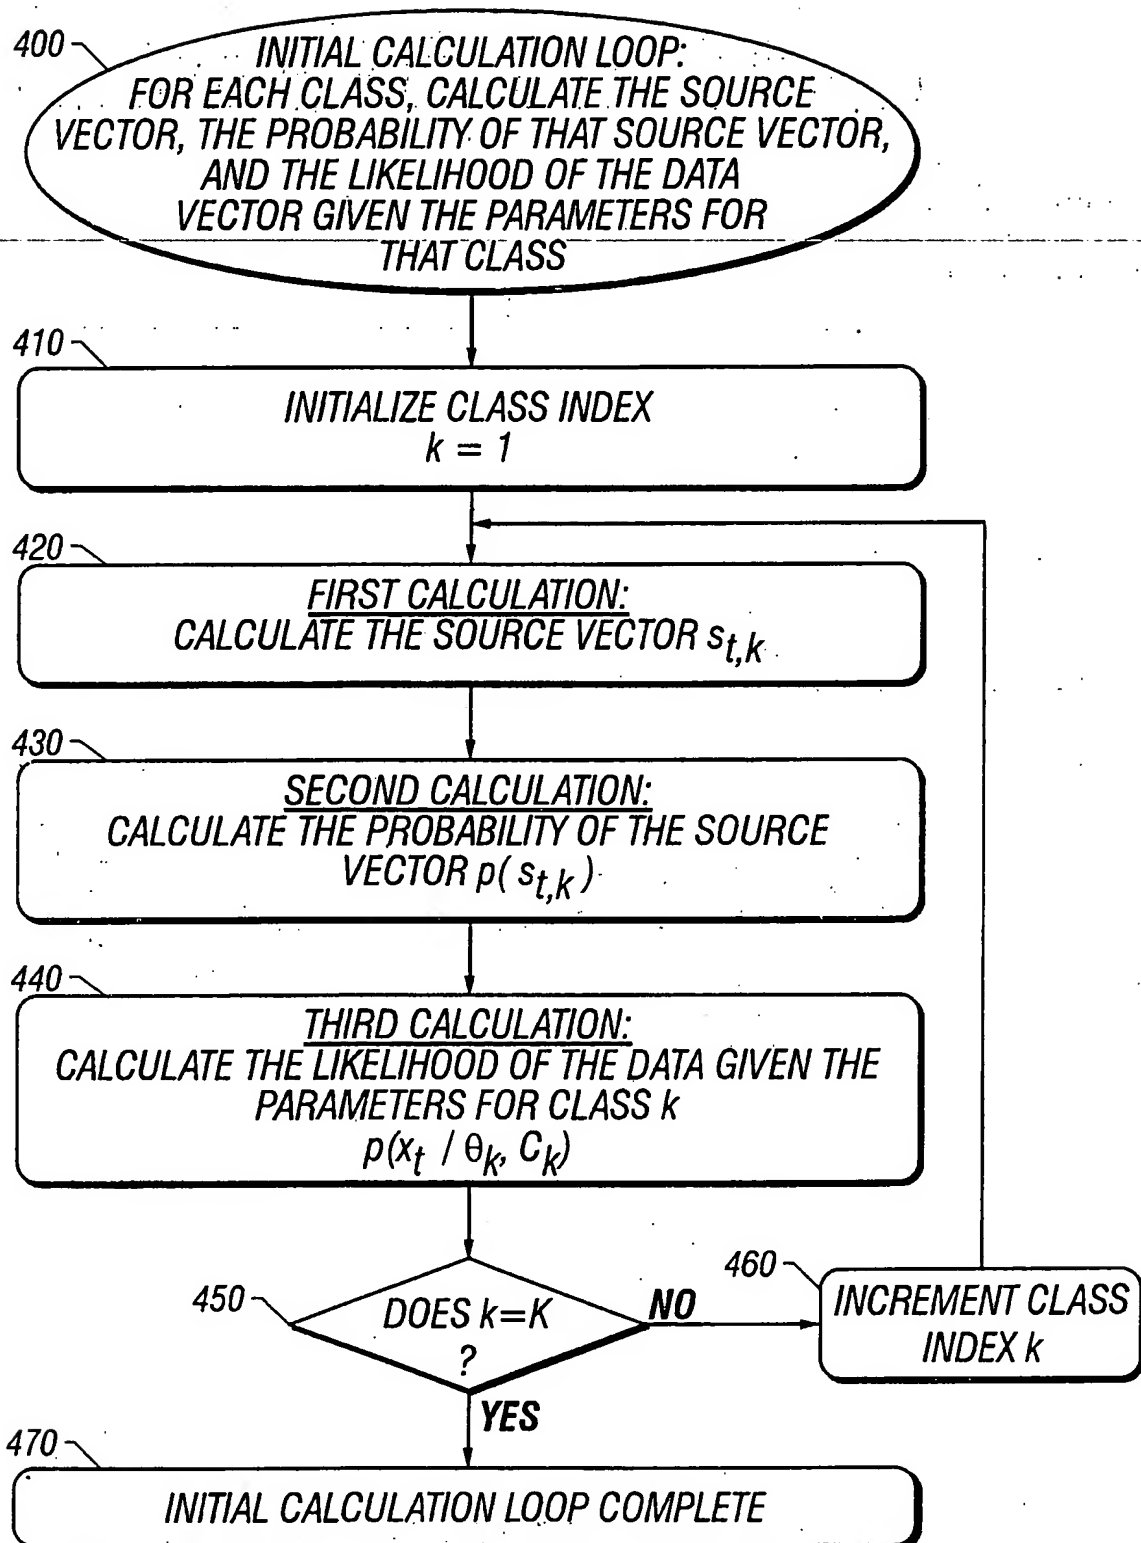 400
INITIAL CALCULATION LOOP:
FOR EACH CLASS, CALCULATE THE SOURCE
VECTOR, THE PROBABILITY OF THAT SOURCE VECTOR,
AND THE LIKELIHOOD OF THE DATA
VECTOR GIVEN THE PARAMETERS FOR
THAT CLASS
410
INITIALIZE CLASS INDEX
k = 1
420
FIRST CALCULATION:
CALCULATE THE SOURCE VECTOR s_{t,k}
430
SECOND CALCULATION:
CALCULATE THE PROBABILITY OF THE SOURCE
VECTOR p( s_{t,k} )
440
THIRD CALCULATION:
CALCULATE THE LIKELIHOOD OF THE DATA GIVEN THE
PARAMETERS FOR CLASS k
p(x_t / θ_k, C_k)
450
DOES k=K
?
NO
460
INCREMENT CLASS
INDEX k
YES
470
INITIAL CALCULATION LOOP COMPLETE